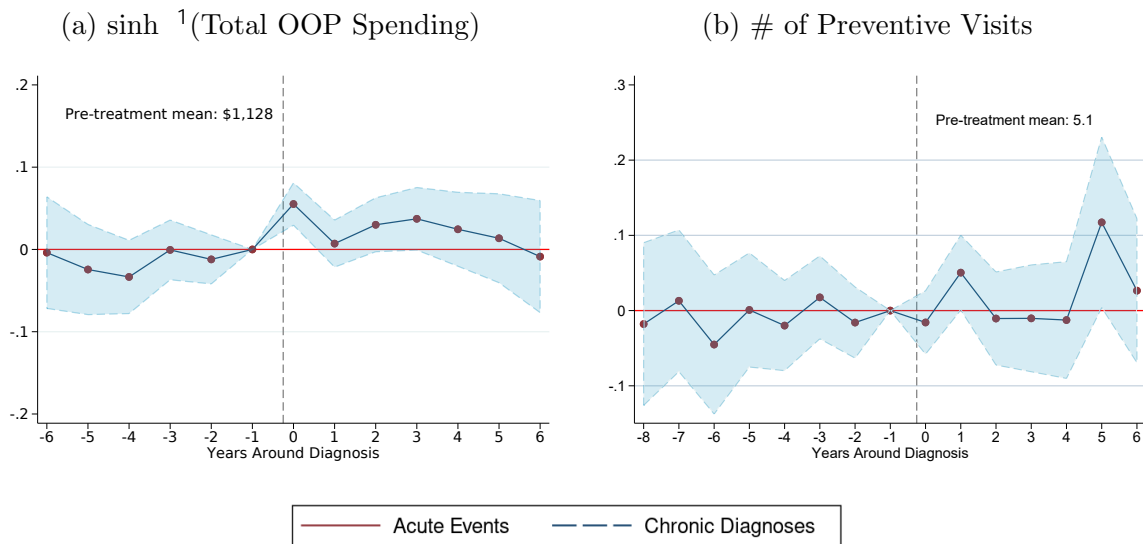 (a) sinh ¹(Total OOP Spending)
.2
.1
0
-.1
-.2
Pre-treatment mean: $1,128
-6 -5 -4 -3 -2 -1 0 1 2 3 4 5 6
Years Around Diagnosis
(b) # of Preventive Visits
.3
.2
.1
0
-.1
Pre-treatment mean: 5.1
-8 -7 -6 -5 -4 -3 -2 -1 0 1 2 3 4 5 6
Years Around Diagnosis
Acute Events Chronic Diagnoses